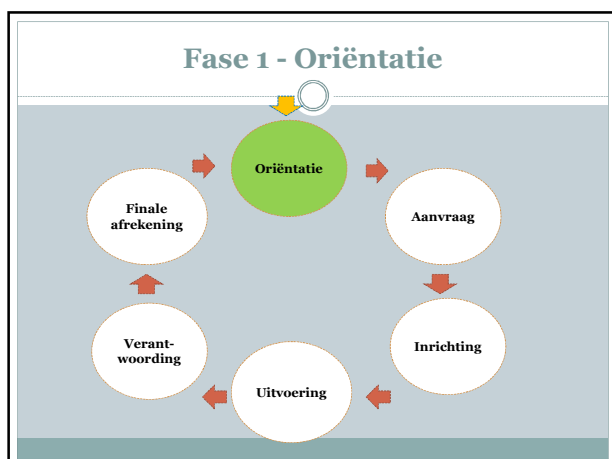 Fase 1 - Oriëntatie
Oriëntatie
Aanvraag
Inrichting
Uitvoering
Verant-
woording
Finale
afrekening